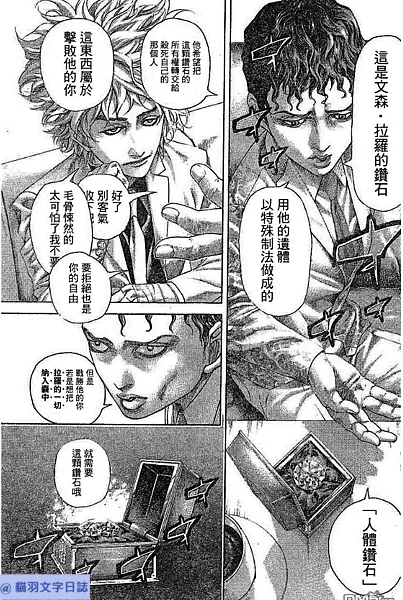 這是文森・拉羅的鑽石
用他的遺體
以特殊制法做成的
「人體鑽石」
他希望把
這顆鑽石的
所有權轉交給
殺死自己的
那個人
這東西屬於
擊敗他的你
好了
別客氣
收下吧
毛骨悚然的
太可怕了我不要
要拒絕也是
你的自由
但是
戰勝他的你
若是想把
拉羅的一切
納入囊中
就需要
這顆鑽石哦
@ 貓羽文字日誌